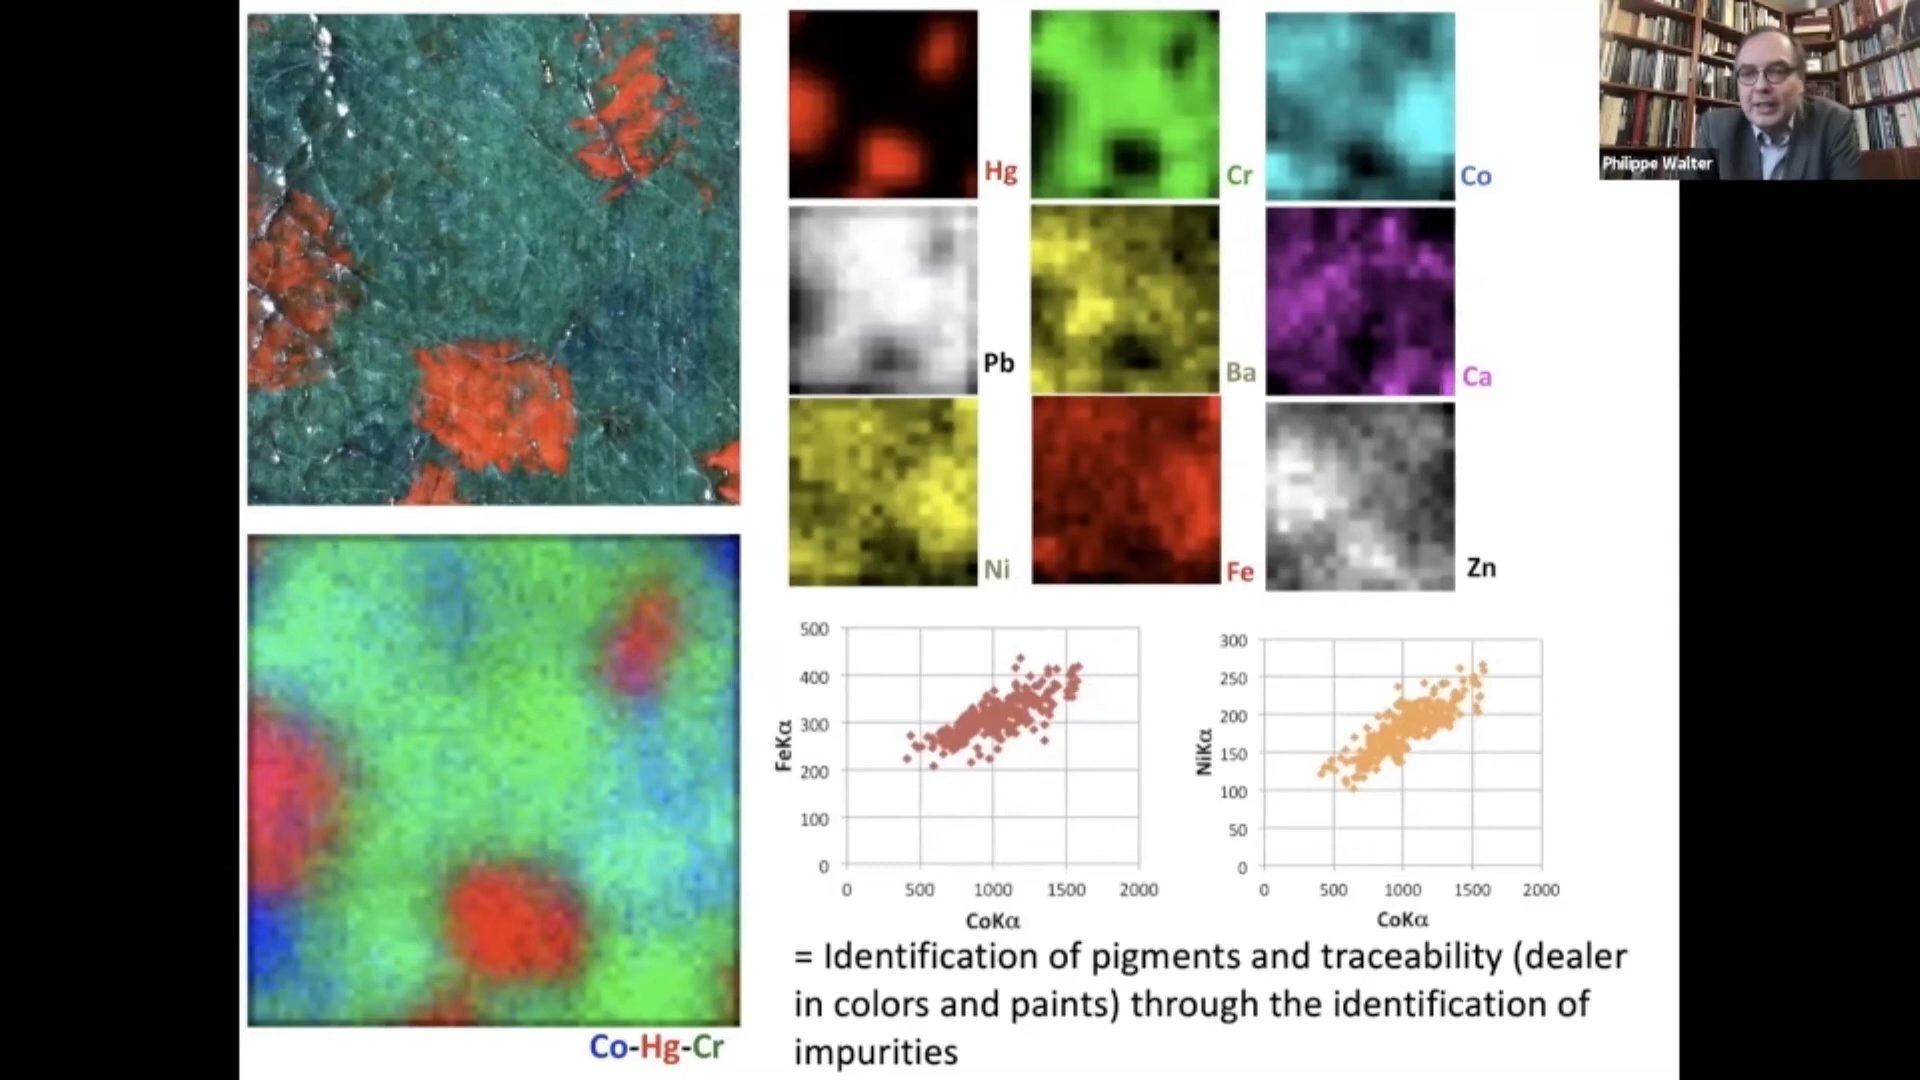 Philippe Walter
Hg
Cr
Co
Pb
Ba
Ca
Ni
Fe
Zn
500
400
300
200
100
0
FeKα
0 500 1000 1500 2000
CoKα
300
250
200
150
100
50
0
NiKα
0 500 1000 1500 2000
CoKα
Co-Hg-Cr
= Identification of pigments and traceability (dealer
in colors and paints) through the identification of
impurities